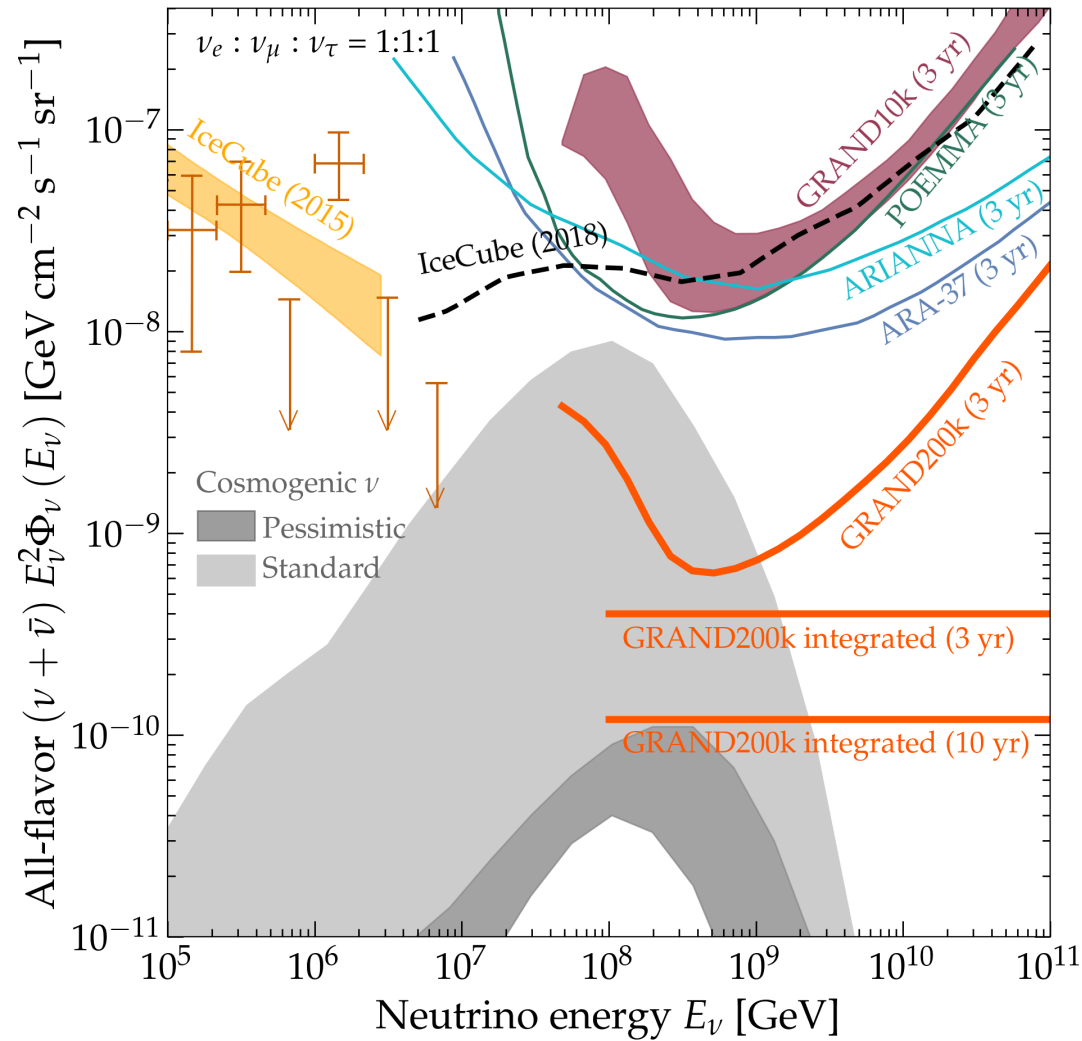 νe : νμ : ντ = 1:1:1
10−7
10−8
10−9
10−10
10−11
All-flavor (ν + ν̄) Eν2Φν (Eν) [GeV cm−2 s−1 sr−1]
IceCube (2015)
IceCube (2018)
GRAND10k (3 yr)
POEMMA (3 yr)
ARIANNA (3 yr)
ARA-37 (3 yr)
GRAND200k (3 yr)
Cosmogenic ν
Pessimistic
Standard
GRAND200k integrated (3 yr)
GRAND200k integrated (10 yr)
105 106 107 108 109 1010 1011
Neutrino energy Eν [GeV]